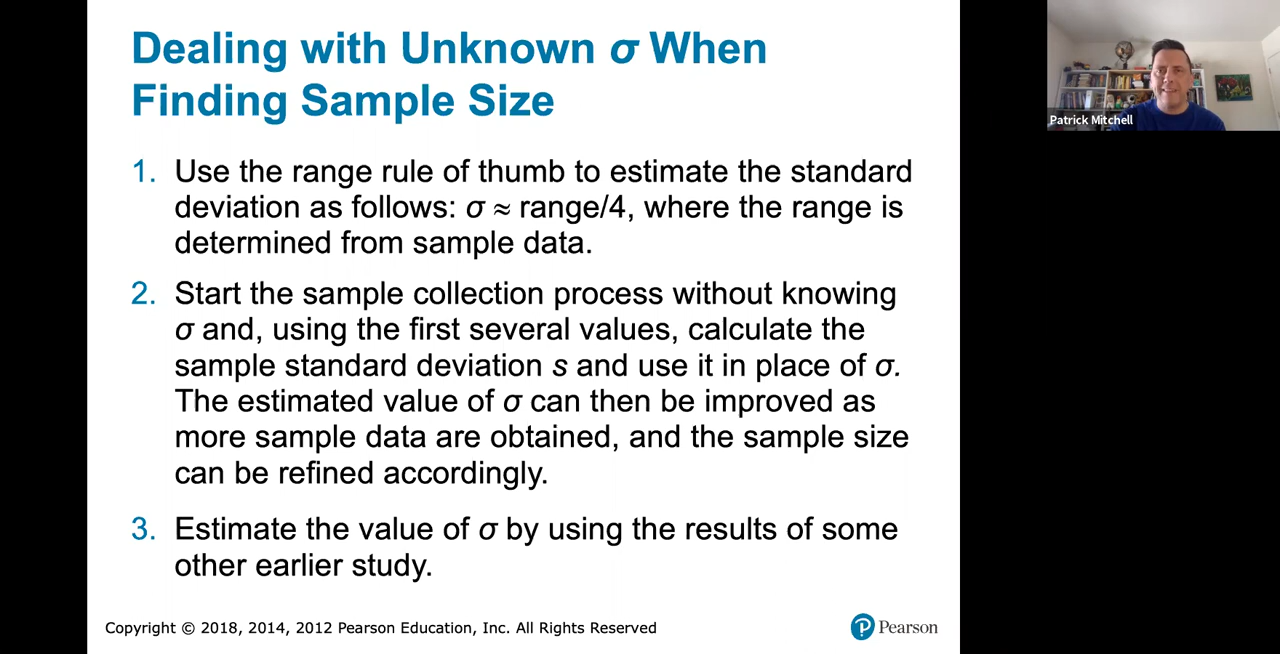 Dealing with Unknown σ When
Finding Sample Size
1. Use the range rule of thumb to estimate the standard
deviation as follows: σ ≈ range/4, where the range is
determined from sample data.
2. Start the sample collection process without knowing
σ and, using the first several values, calculate the
sample standard deviation s and use it in place of σ.
The estimated value of σ can then be improved as
more sample data are obtained, and the sample size
can be refined accordingly.
3. Estimate the value of σ by using the results of some
other earlier study.
Copyright © 2018, 2014, 2012 Pearson Education, Inc. All Rights Reserved
P Pearson
Patrick Mitchell